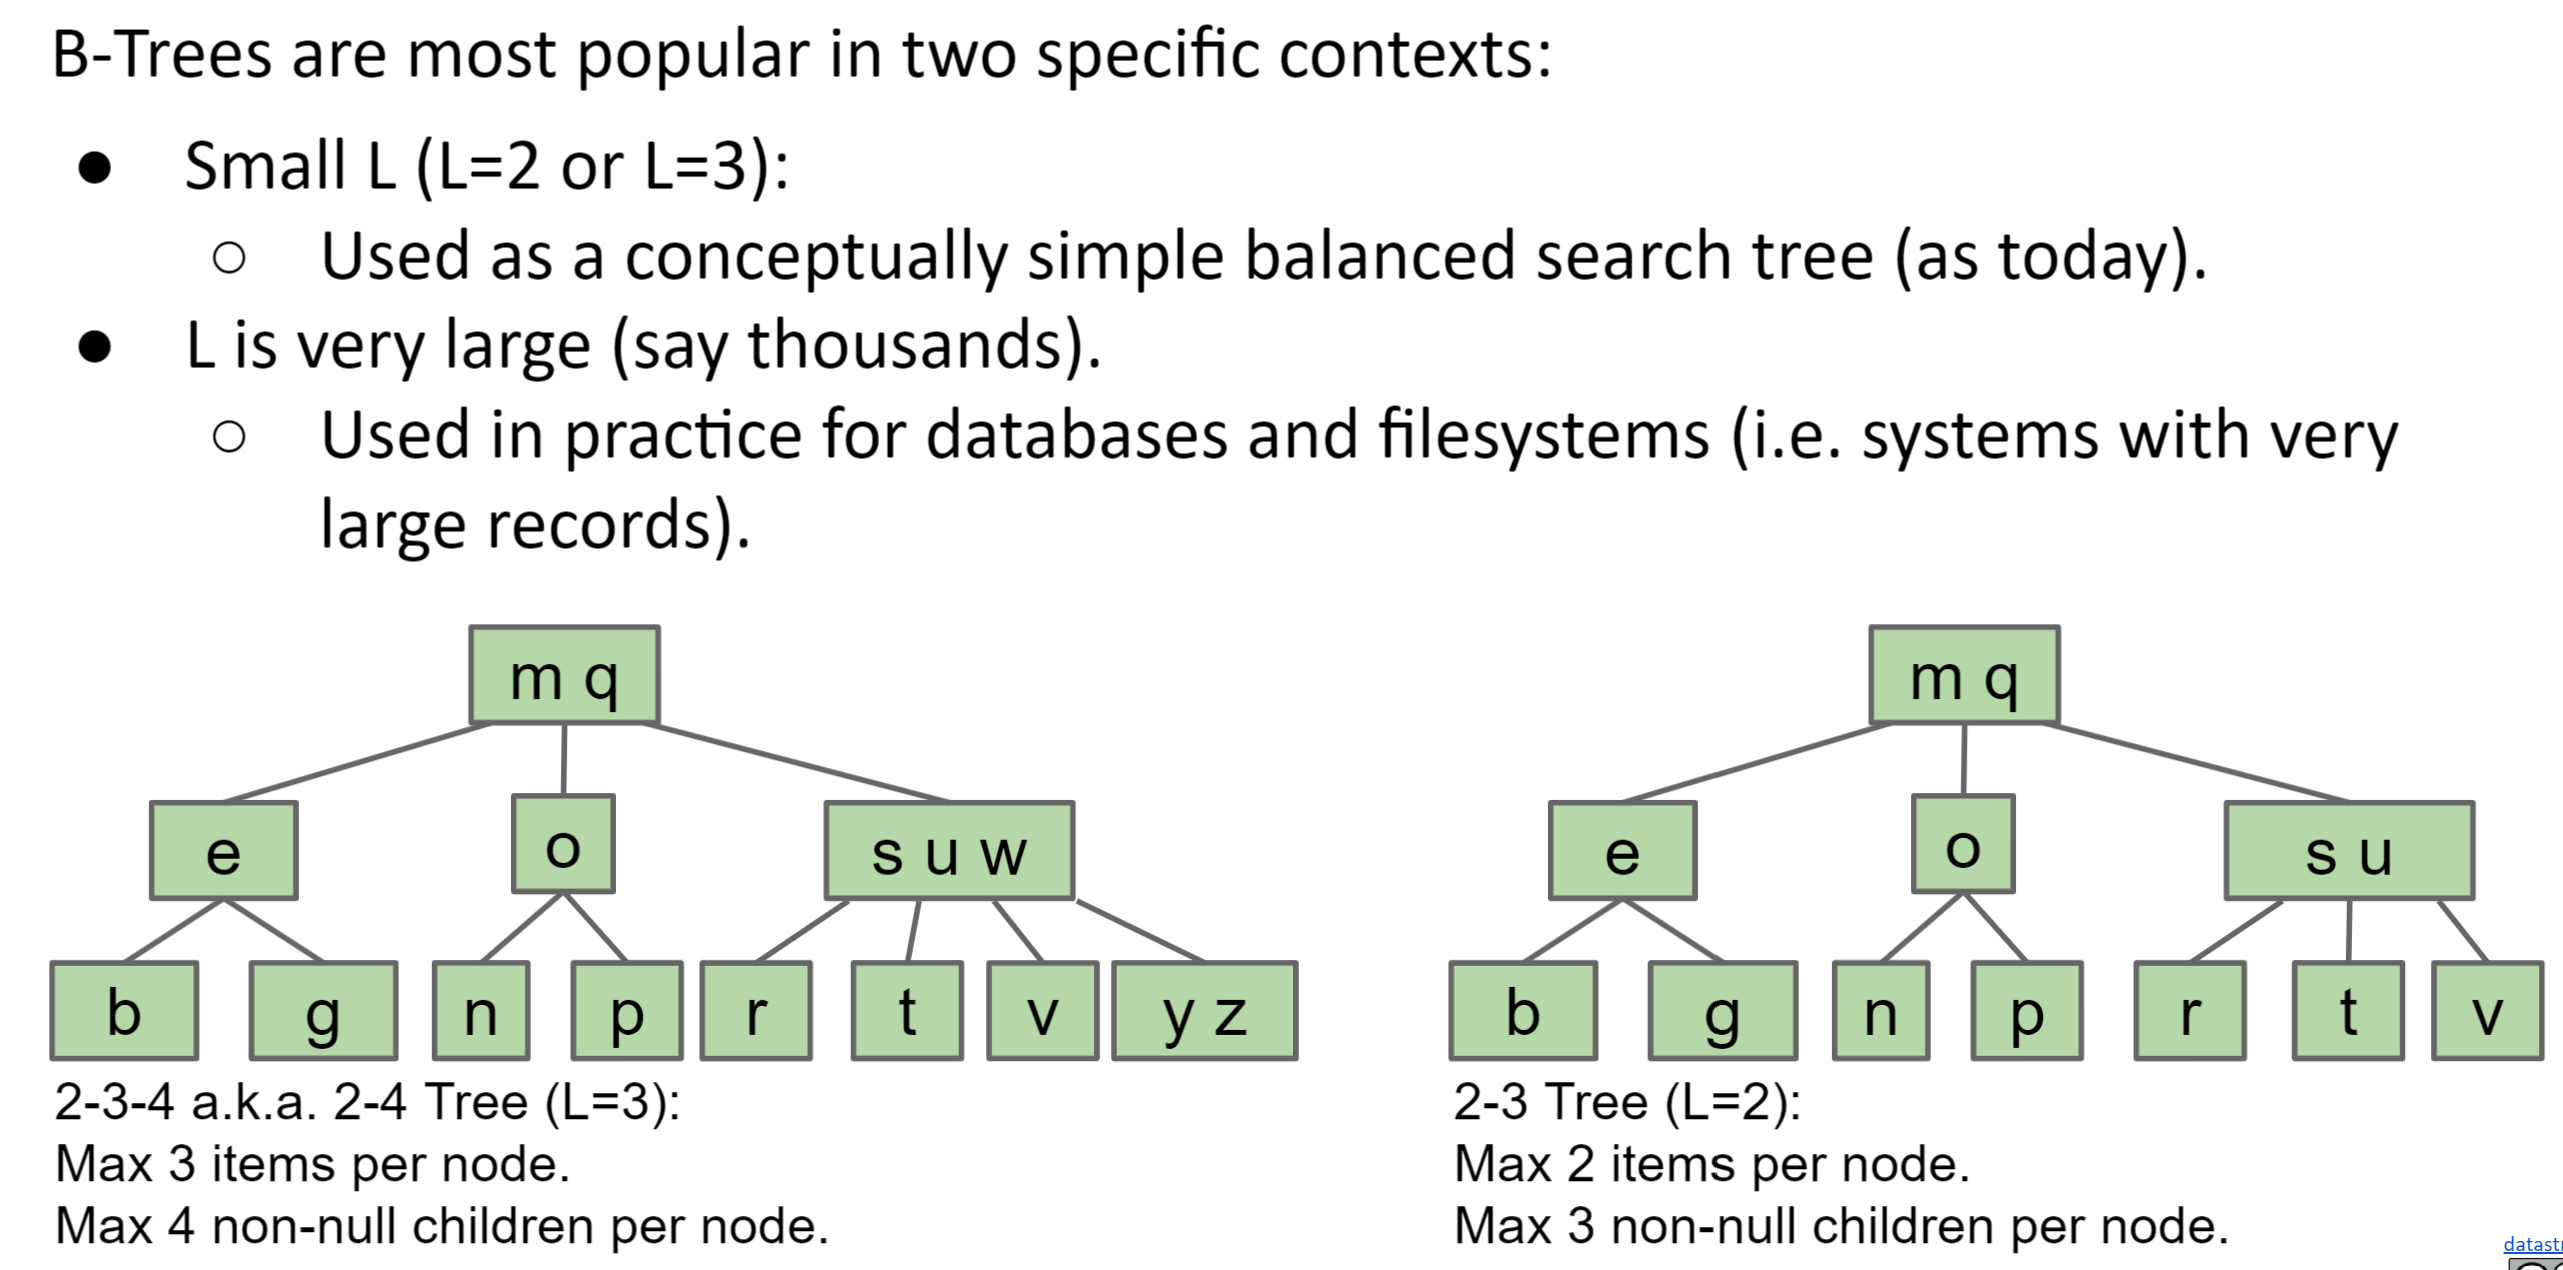 B-Trees are most popular in two specific contexts:
● Small L (L=2 or L=3):
○ Used as a conceptually simple balanced search tree (as today).
● L is very large (say thousands).
○ Used in practice for databases and filesystems (i.e. systems with very
large records).
m q
e
o
s u w
b
g
n
p
r
t
v
y z
2-3-4 a.k.a. 2-4 Tree (L=3):
Max 3 items per node.
Max 4 non-null children per node.
m q
e
o
s u
b
g
n
p
r
t
v
2-3 Tree (L=2):
Max 2 items per node.
Max 3 non-null children per node.